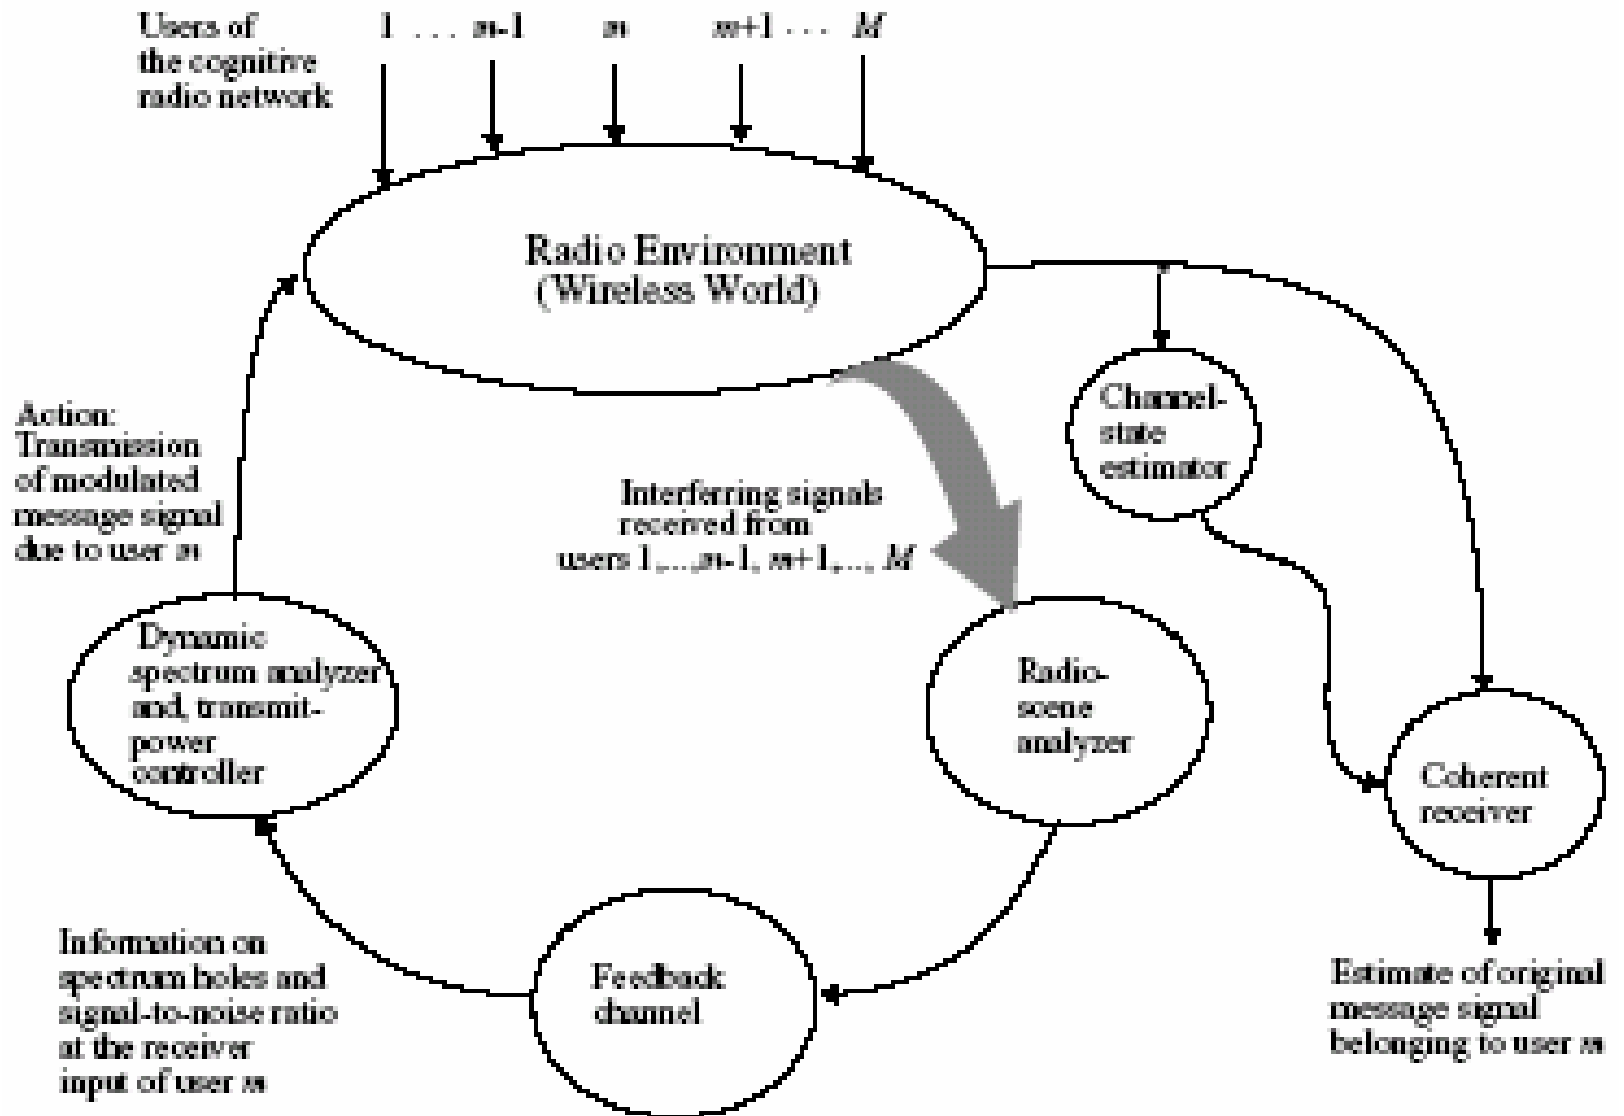 Users of
the cognitive
radio network
1 ... m-1 m m+1 ... M
Radio Environment
(Wireless World)
Channel-
state
estimator
Action:
Transmission
of modulated
message signal
due to user m
Interferring signals
received from
users 1,...,m-1, m+1,..., M
Dynamic
spectrum analyzer
and, transmit-
power
controller
Radio-
scene
analyzer
Coherent
receiver
Information on
spectrum holes and
signal-to-noise ratio
at the receiver
input of user m
Feedback
channel
Estimate of original
message signal
belonging to user m